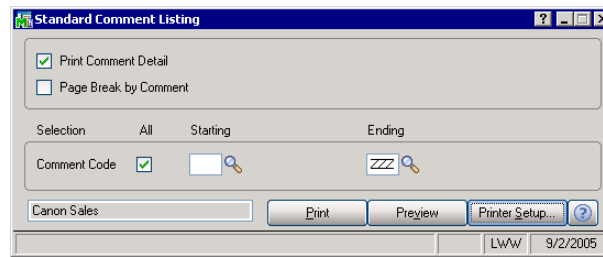 Standard Comment Listing
Print Comment Detail
Page Break by Comment
Selection All Starting Ending
Comment Code ZZZ
Canon Sales Print Preview Printer Setup... ?
LWW 9/2/2005